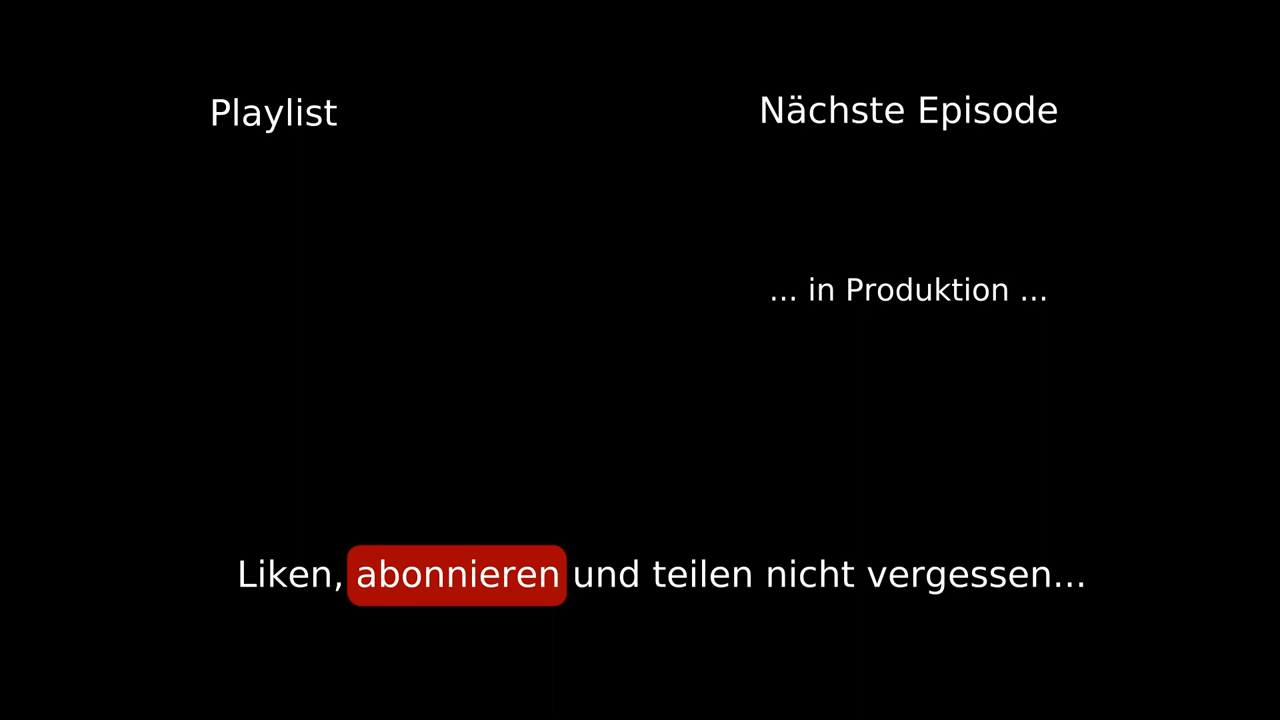 Playlist
Nächste Episode
... in Produktion ...
Liken, abonnieren und teilen nicht vergessen...